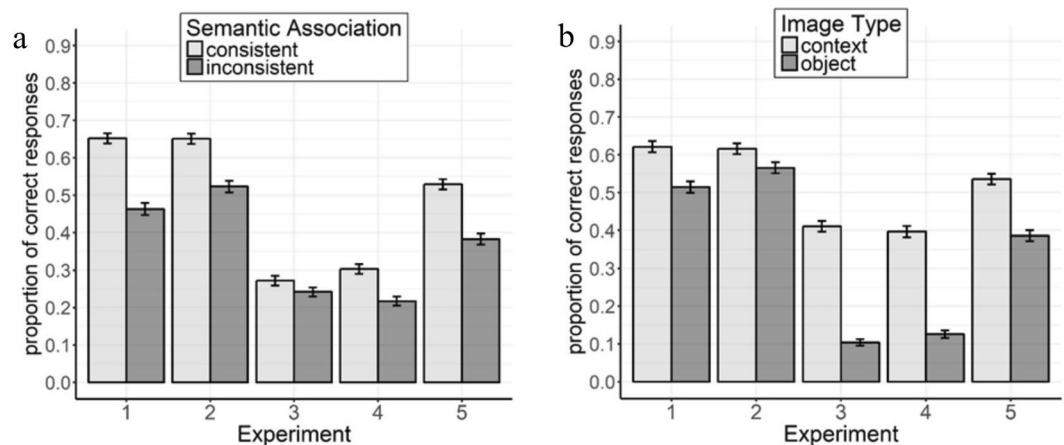 a
Semantic Association
consistent
inconsistent
proportion of correct responses
0.9
0.8
0.7
0.6
0.5
0.4
0.3
0.2
0.1
0.0
1 2 3 4 5
Experiment
b
Image Type
context
object
proportion of correct responses
0.9
0.8
0.7
0.6
0.5
0.4
0.3
0.2
0.1
0.0
1 2 3 4 5
Experiment